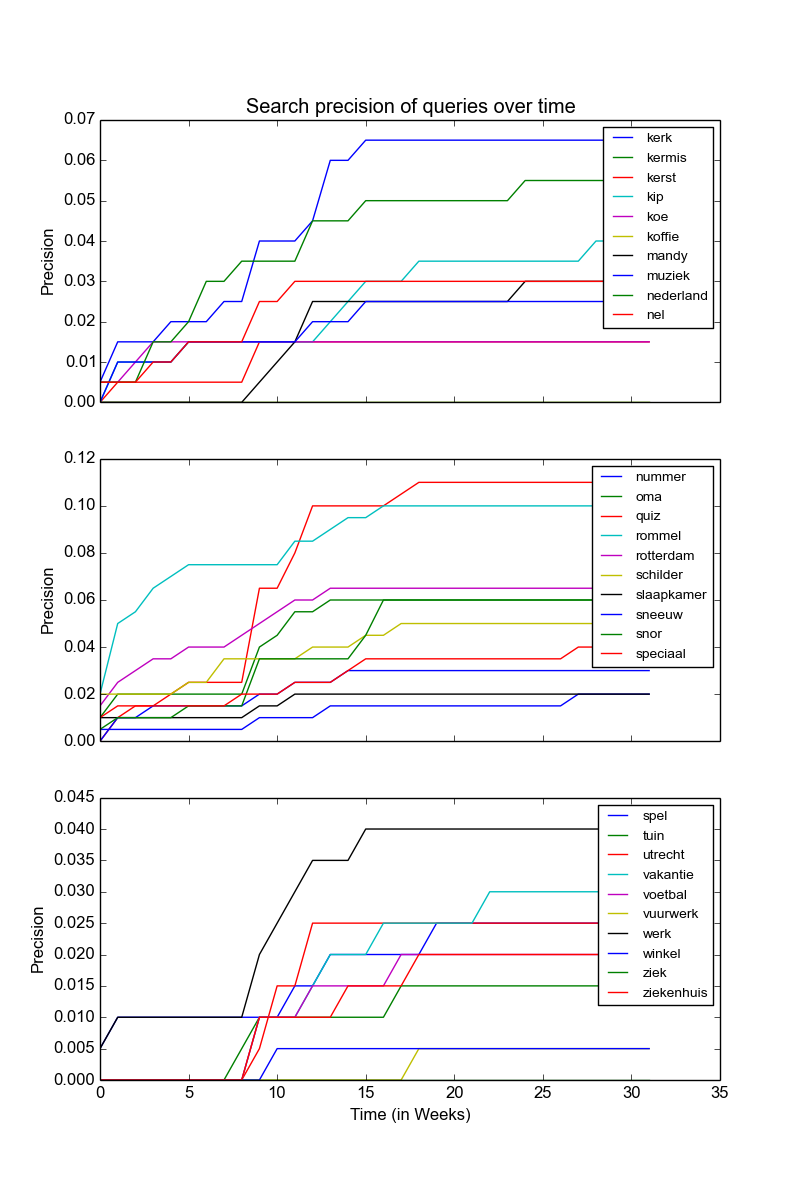 Search precision of queries over time
0.07
0.06
0.05
0.04
0.03
0.02
0.01
0.00
Precision
kerk
kermis
kerst
kip
koe
koffie
mandy
muziek
nederland
nel
0.12
0.10
0.08
0.06
0.04
0.02
0.00
Precision
nummer
oma
quiz
rommel
rotterdam
schilder
slaapkamer
sneeuw
snor
speciaal
0.045
0.040
0.035
0.030
0.025
0.020
0.015
0.010
0.005
0.000
Precision
spel
tuin
utrecht
vakantie
voetbal
vuurwerk
werk
winkel
ziek
ziekenhuis
0 5 10 15 20 25 30 35
Time (in Weeks)